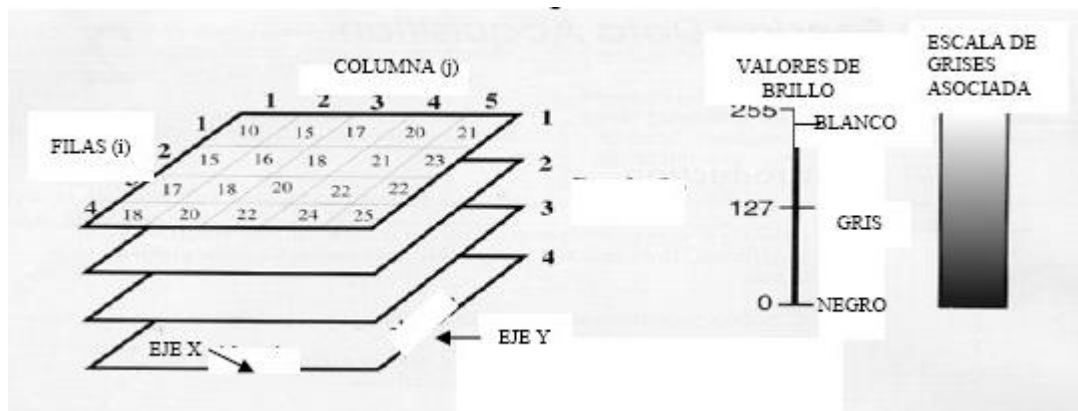 COLUMNA (j)
1 2 3 4 5
FILAS (i)
1 10 15 17 20 21
2 15 16 18 21 23
17 18 20 22 22
4 18 20 22 24 25
1
2
3
4
EJE X
EJE Y
VALORES DE
BRILLO
255
BLANCO
127
GRIS
0
NEGRO
ESCALA DE
GRISES
ASOCIADA